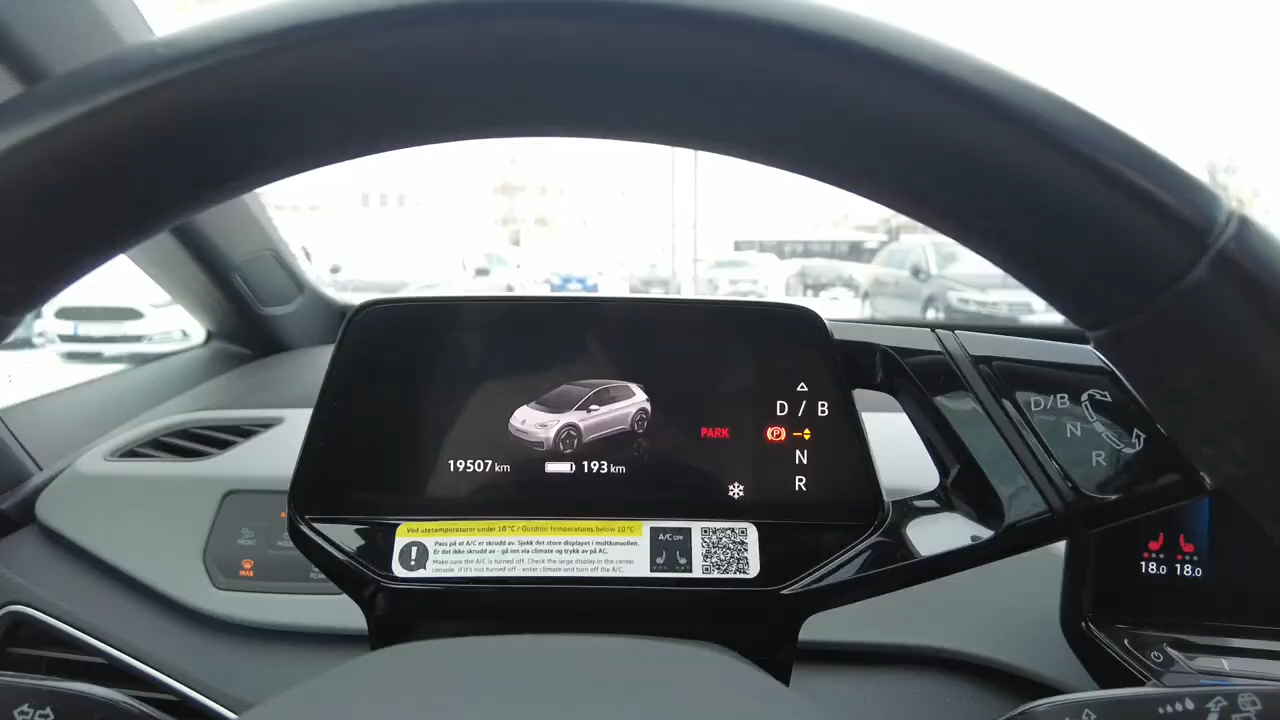 D / B
PARK
P
N
R
19507 km
193 km
D/B
N
R
FRONT
MAX
Ved utetemperaturer under 10 °C / Outdoor temperatures below 10 °C
Pass på at A/C er skrudd av. Sjekk det store displayet i midtkonsollen.
Er det ikke skrudd av - gå inn via climate og trykk av på AC.
Make sure the A/C is turned off. Check the large display in the center
console. If it's not turned off - enter climate and turn off the A/C.
A/C OFF
18.0 18.0